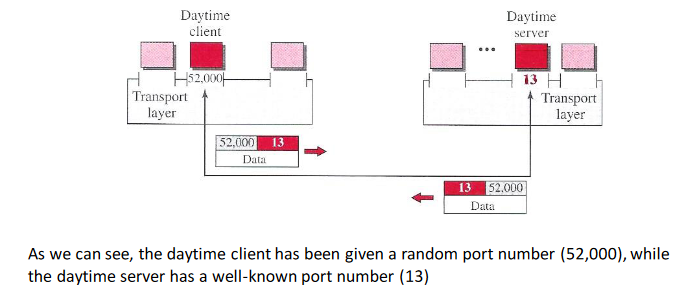 Daytime
client
Daytime
server
52,000
13
Transport
layer
Transport
layer
52,000 13
Data
13 52,000
Data
As we can see, the daytime client has been given a random port number (52,000), while
the daytime server has a well-known port number (13)